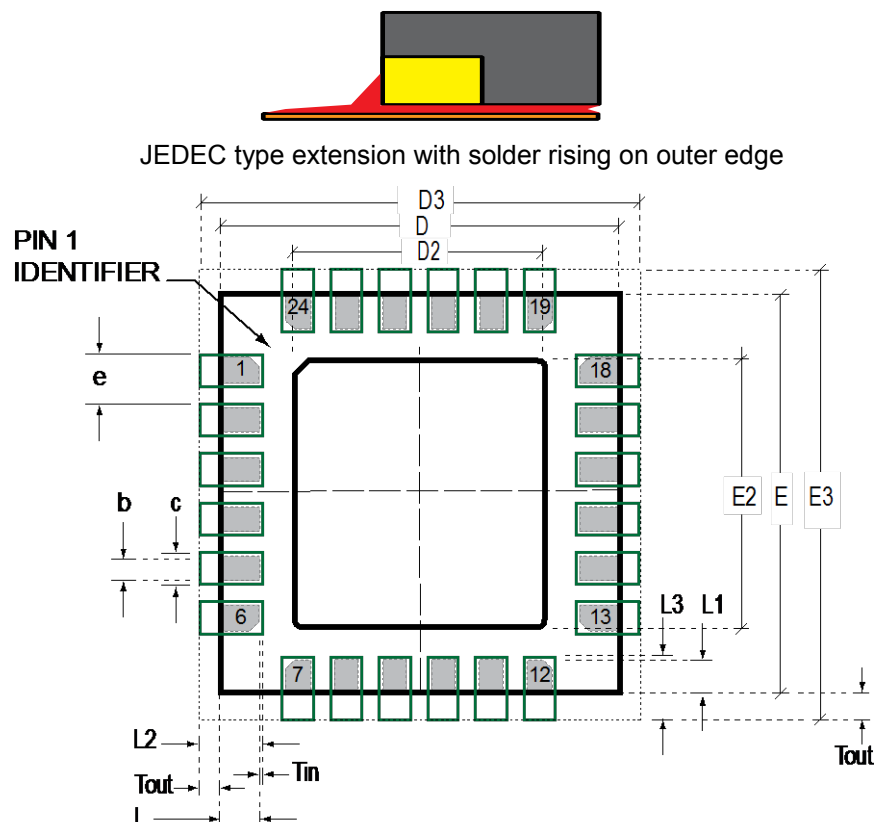 JEDEC type extension with solder rising on outer edge
D3
D
D2
PIN 1
IDENTIFIER
24
19
1
18
e
b
c
E2
E
E3
6
13
L3
L1
7
12
L2
Tin
Tout
Tout
L